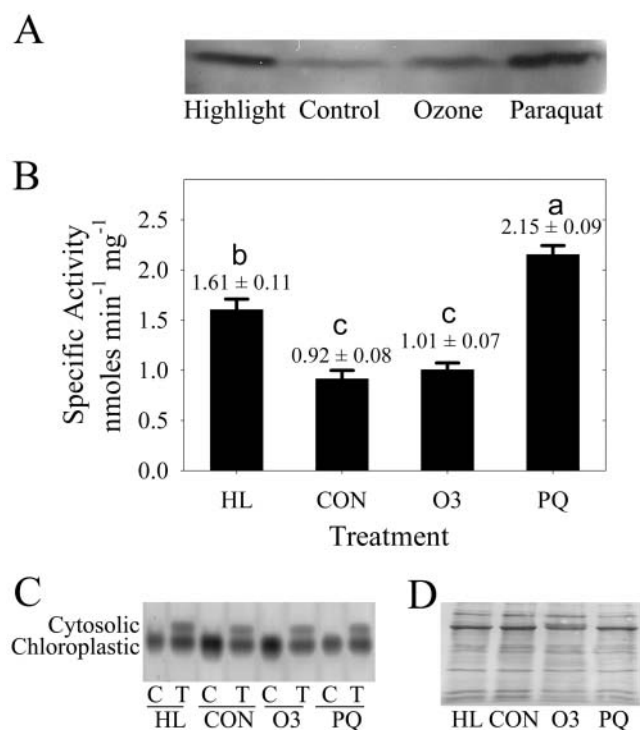 A
Highlight Control Ozone Paraquat
B
Specific Activity
nmoles min⁻¹ mg⁻¹
2.5
2.0
1.5
1.0
0.5
0.0
b
1.61 ± 0.11
c
0.92 ± 0.08
c
1.01 ± 0.07
a
2.15 ± 0.09
HL CON O3 PQ
Treatment
C
Cytosolic
Chloroplastic
C T C T C T C T
HL CON O3 PQ
D
HL CON O3 PQ